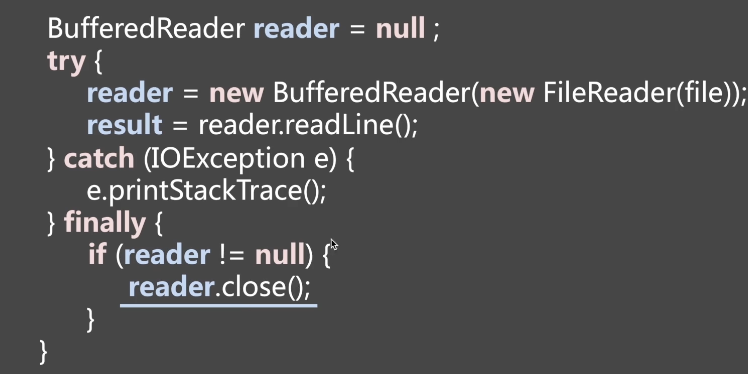 BufferedReader reader = null ;
try {
reader = new BufferedReader(new FileReader(file));
result = reader.readLine();
} catch (IOException e) {
e.printStackTrace();
} finally {
if (reader != null) {
reader.close();
}
}